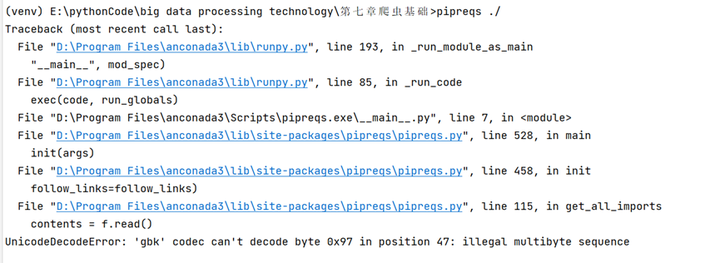 (venv) E:\pythonCode\big data processing technology\第七章爬虫基础>pipreqs ./
Traceback (most recent call last):
File "D:\Program Files\anconada3\lib\runpy.py", line 193, in _run_module_as_main
"__main__", mod_spec)
File "D:\Program Files\anconada3\lib\runpy.py", line 85, in _run_code
exec(code, run_globals)
File "D:\Program Files\anconada3\Scripts\pipreqs.exe\__main__.py", line 7, in <module>
File "D:\Program Files\anconada3\lib\site-packages\pipreqs\pipreqs.py", line 528, in main
init(args)
File "D:\Program Files\anconada3\lib\site-packages\pipreqs\pipreqs.py", line 458, in init
follow_links=follow_links)
File "D:\Program Files\anconada3\lib\site-packages\pipreqs\pipreqs.py", line 115, in get_all_imports
contents = f.read()
UnicodeDecodeError: 'gbk' codec can't decode byte 0x97 in position 47: illegal multibyte sequence